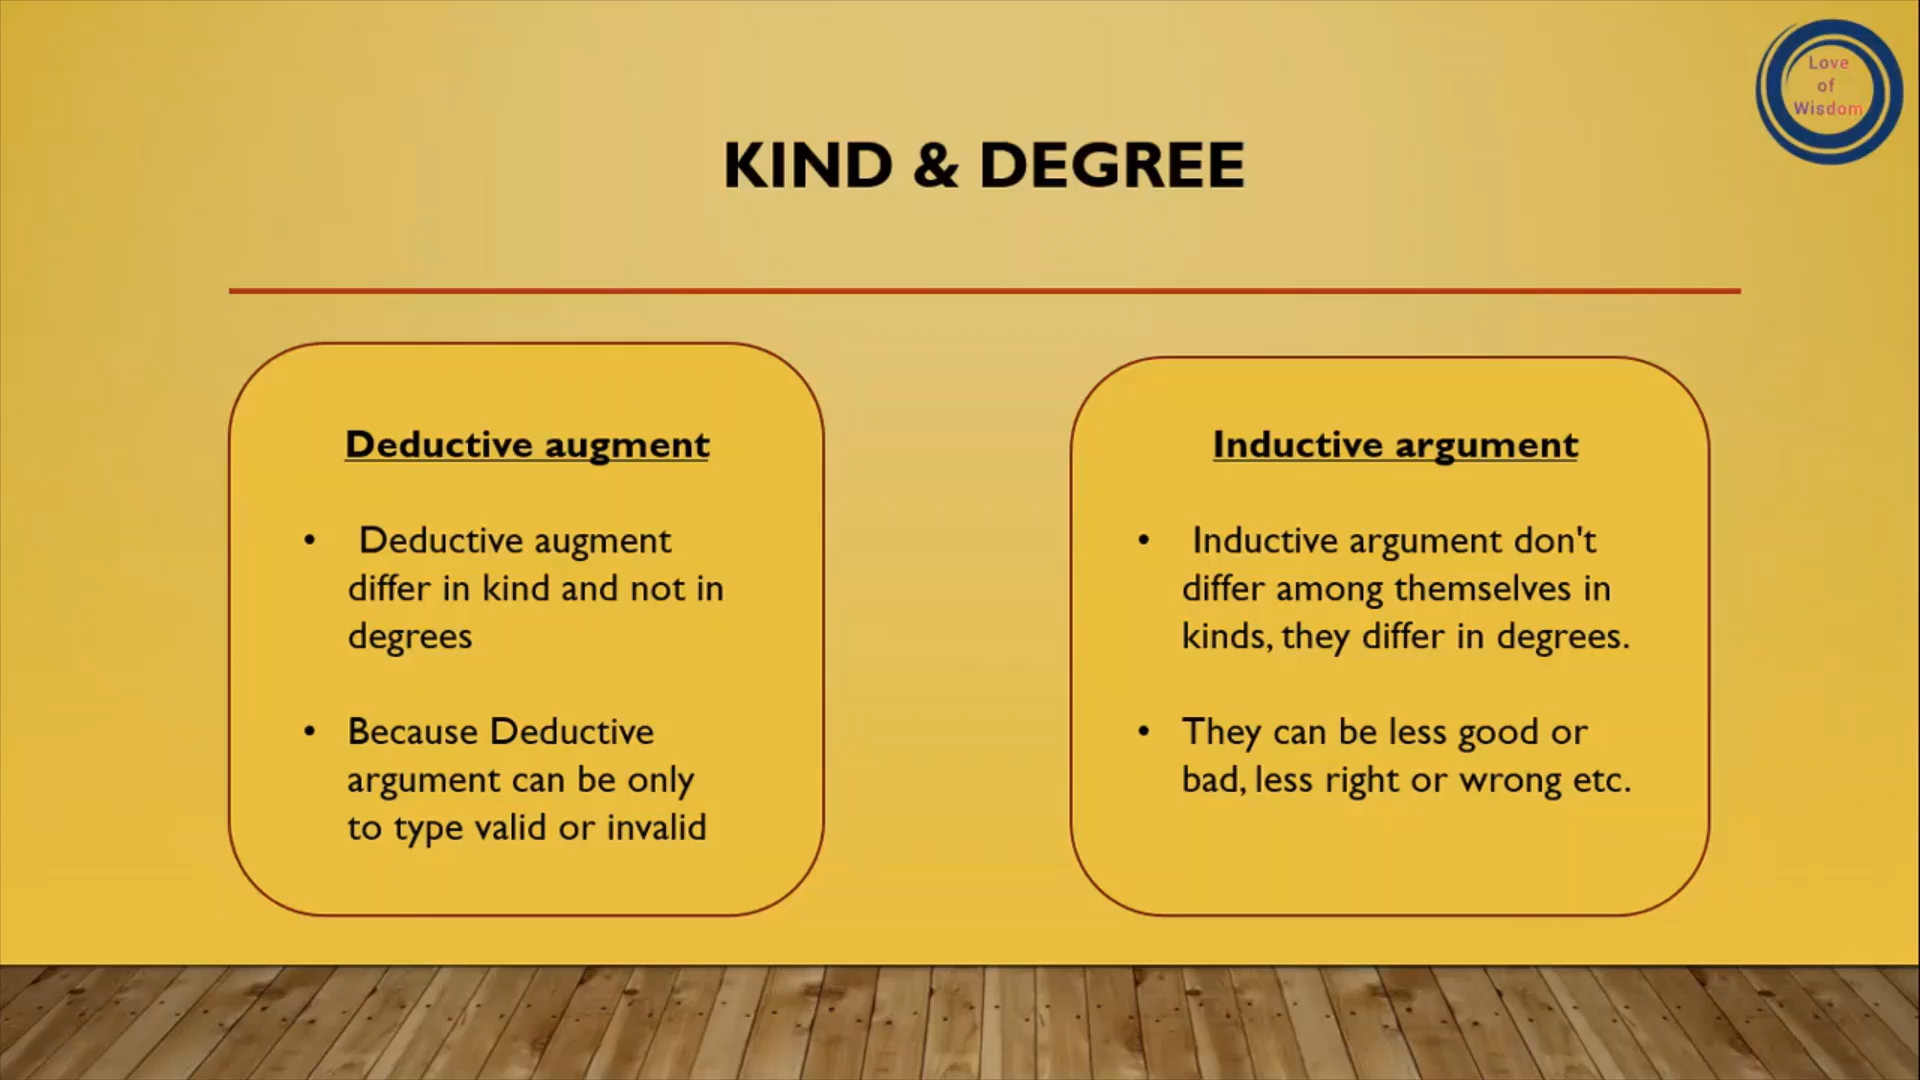 Love
of
Wisdom
KIND & DEGREE
Deductive augment
• Deductive augment
differ in kind and not in
degrees
• Because Deductive
argument can be only
to type valid or invalid
Inductive argument
• Inductive argument don't
differ among themselves in
kinds, they differ in degrees.
• They can be less good or
bad, less right or wrong etc.